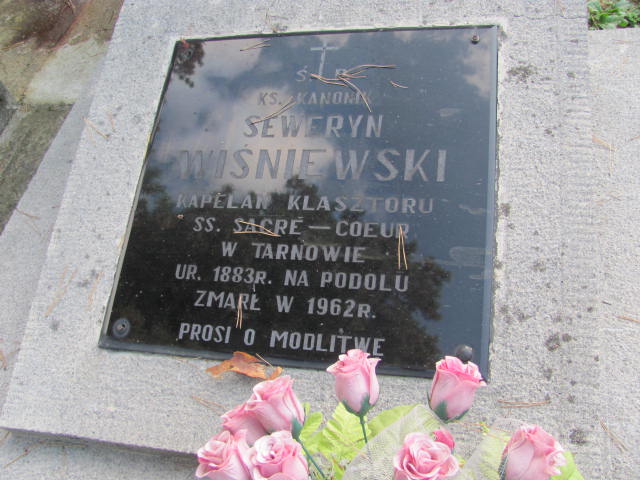 Ś † P
KS. KANONIK
SEWERYN
WIŚNIEWSKI
KAPELAN KLASZTORU
SS. SACRÉ — COEUR
W TARNOWIE
UR. 1883R. NA PODOLU
ZMARŁ W 1962R.
PROSI O MODLITWĘ